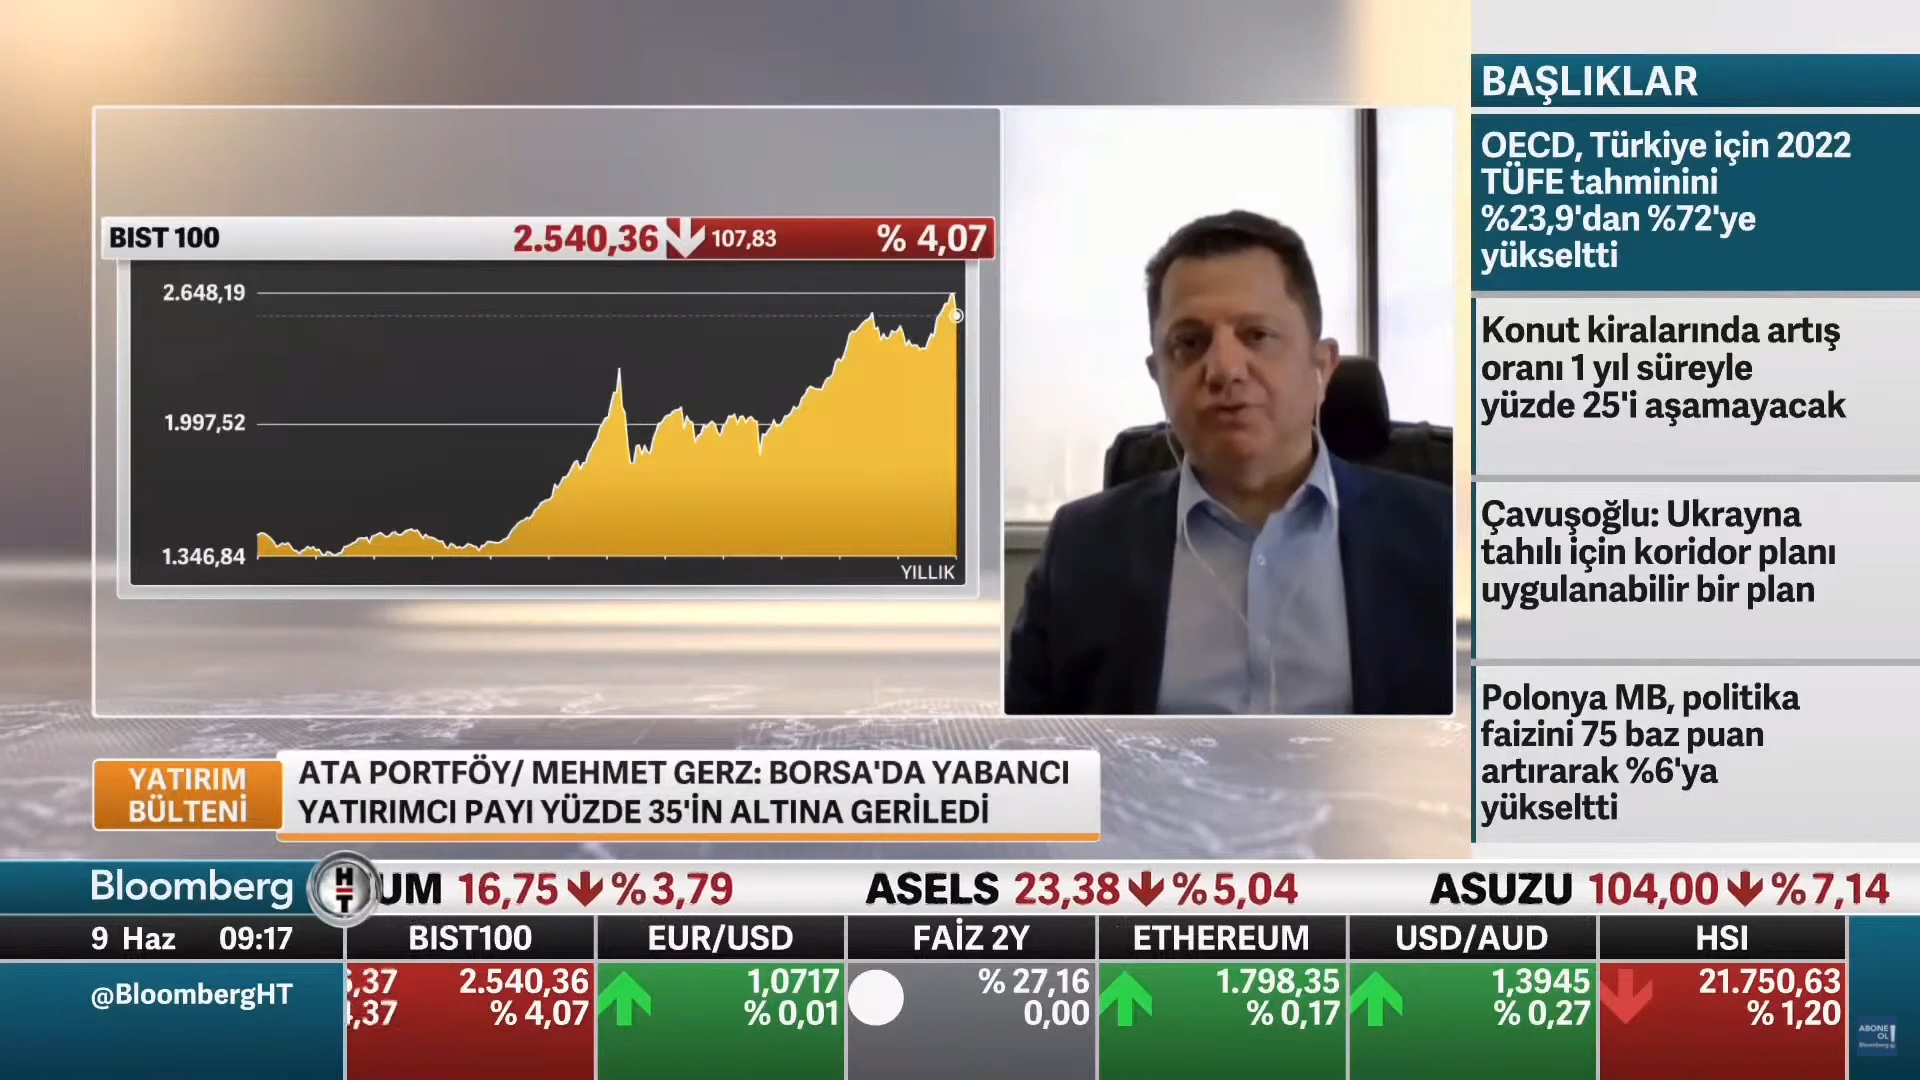 BAŞLIKLAR
OECD, Türkiye için 2022
TÜFE tahminini
%23,9'dan %72'ye
yükseltti
Konut kiralarında artış
oranı 1 yıl süreyle
yüzde 25'i aşamayacak
Çavuşoğlu: Ukrayna
tahılı için koridor planı
uygulanabilir bir plan
Polonya MB, politika
faizini 75 baz puan
artırarak %6'ya
yükseltti
BIST 100 2.540,36 107,83 % 4,07
2.648,19
1.997,52
1.346,84
YILLIK
YATIRIM
BÜLTENİ
ATA PORTFÖY/ MEHMET GERZ: BORSA'DA YABANCI
YATIRIMCI PAYI YÜZDE 35'İN ALTINA GERİLEDİ
Bloomberg HT
UM 16,75 %3,79 ASELS 23,38 %5,04 ASUZU 104,00 %7,14
9 Haz 09:17 BIST100 EUR/USD FAİZ 2Y ETHEREUM USD/AUD HSI
@BloombergHT
,37 2.540,36 1,0717 % 27,16 1.798,35 1,3945 21.750,63
,37 % 4,07 % 0,01 0,00 % 0,17 % 0,27 % 1,20
ABONE
OL!
Bloomberg